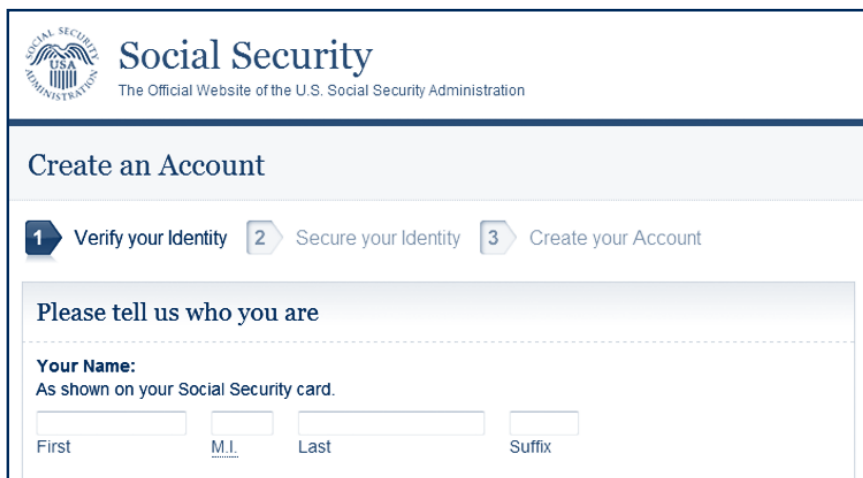 SOCIAL SECURITY ADMINISTRATION
USA
Social Security
The Official Website of the U.S. Social Security Administration
Create an Account
1 Verify your Identity 2 Secure your Identity 3 Create your Account
Please tell us who you are
Your Name:
As shown on your Social Security card.
First M.I. Last Suffix